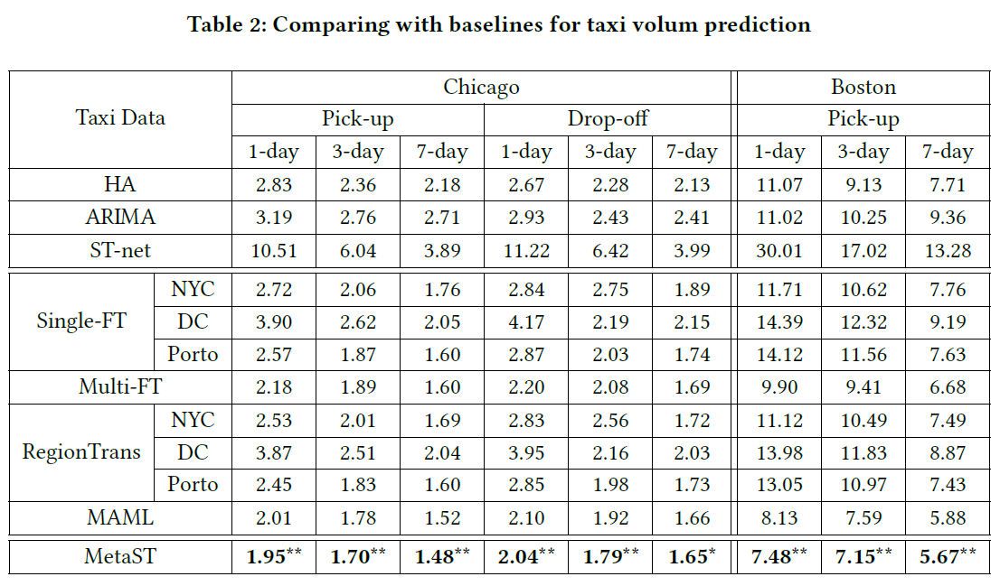 Table 2: Comparing with baselines for taxi volum prediction
Taxi Data Chicago Boston
Pick-up Drop-off Pick-up
1-day 3-day 7-day 1-day 3-day 7-day 1-day 3-day 7-day
HA 2.83 2.36 2.18 2.67 2.28 2.13 11.07 9.13 7.71
ARIMA 3.19 2.76 2.71 2.93 2.43 2.41 11.02 10.25 9.36
ST-net 10.51 6.04 3.89 11.22 6.42 3.99 30.01 17.02 13.28
Single-FT NYC 2.72 2.06 1.76 2.84 2.75 1.89 11.71 10.62 7.76
DC 3.90 2.62 2.05 4.17 2.19 2.15 14.39 12.32 9.19
Porto 2.57 1.87 1.60 2.87 2.03 1.74 14.12 11.56 7.63
Multi-FT 2.18 1.89 1.60 2.20 2.08 1.69 9.90 9.41 6.68
RegionTrans NYC 2.53 2.01 1.69 2.83 2.56 1.72 11.12 10.49 7.49
DC 3.87 2.51 2.04 3.95 2.16 2.03 13.98 11.83 8.87
Porto 2.45 1.83 1.60 2.85 1.98 1.73 13.05 10.97 7.43
MAML 2.01 1.78 1.52 2.10 1.92 1.66 8.13 7.59 5.88
MetaST 1.95** 1.70** 1.48** 2.04** 1.79** 1.65* 7.48** 7.15** 5.67**